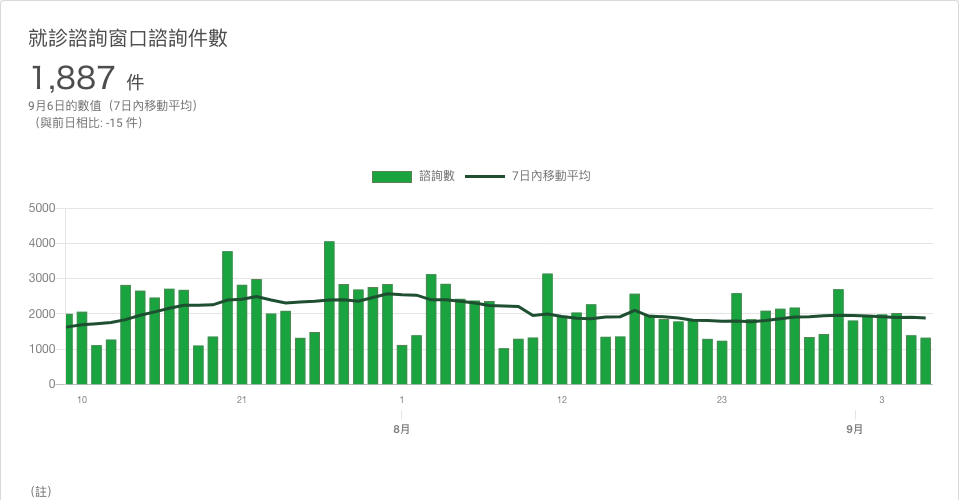 就診諮詢窗口諮詢件數
1,887 件
9月6日的數值（7日內移動平均）
（與前日相比: -15 件）
諮詢數 7日內移動平均
5000
4000
3000
2000
1000
0
10 21 1 12 23 3
8月 9月
（註）